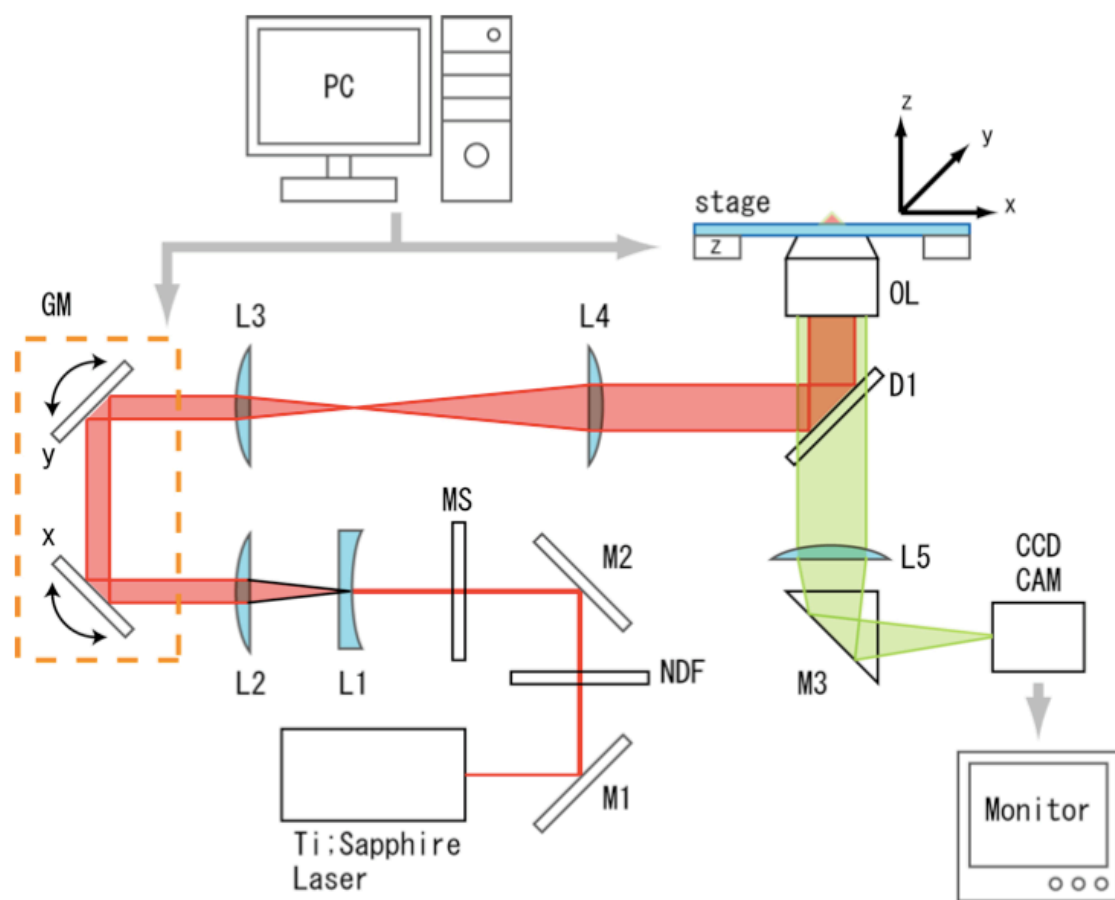 PC
z
y
x
stage
z
OL
GM
L3
L4
D1
y
x
MS
M2
L5
CCD
CAM
L2
L1
NDF
M3
M1
Ti;Sapphire
Laser
Monitor